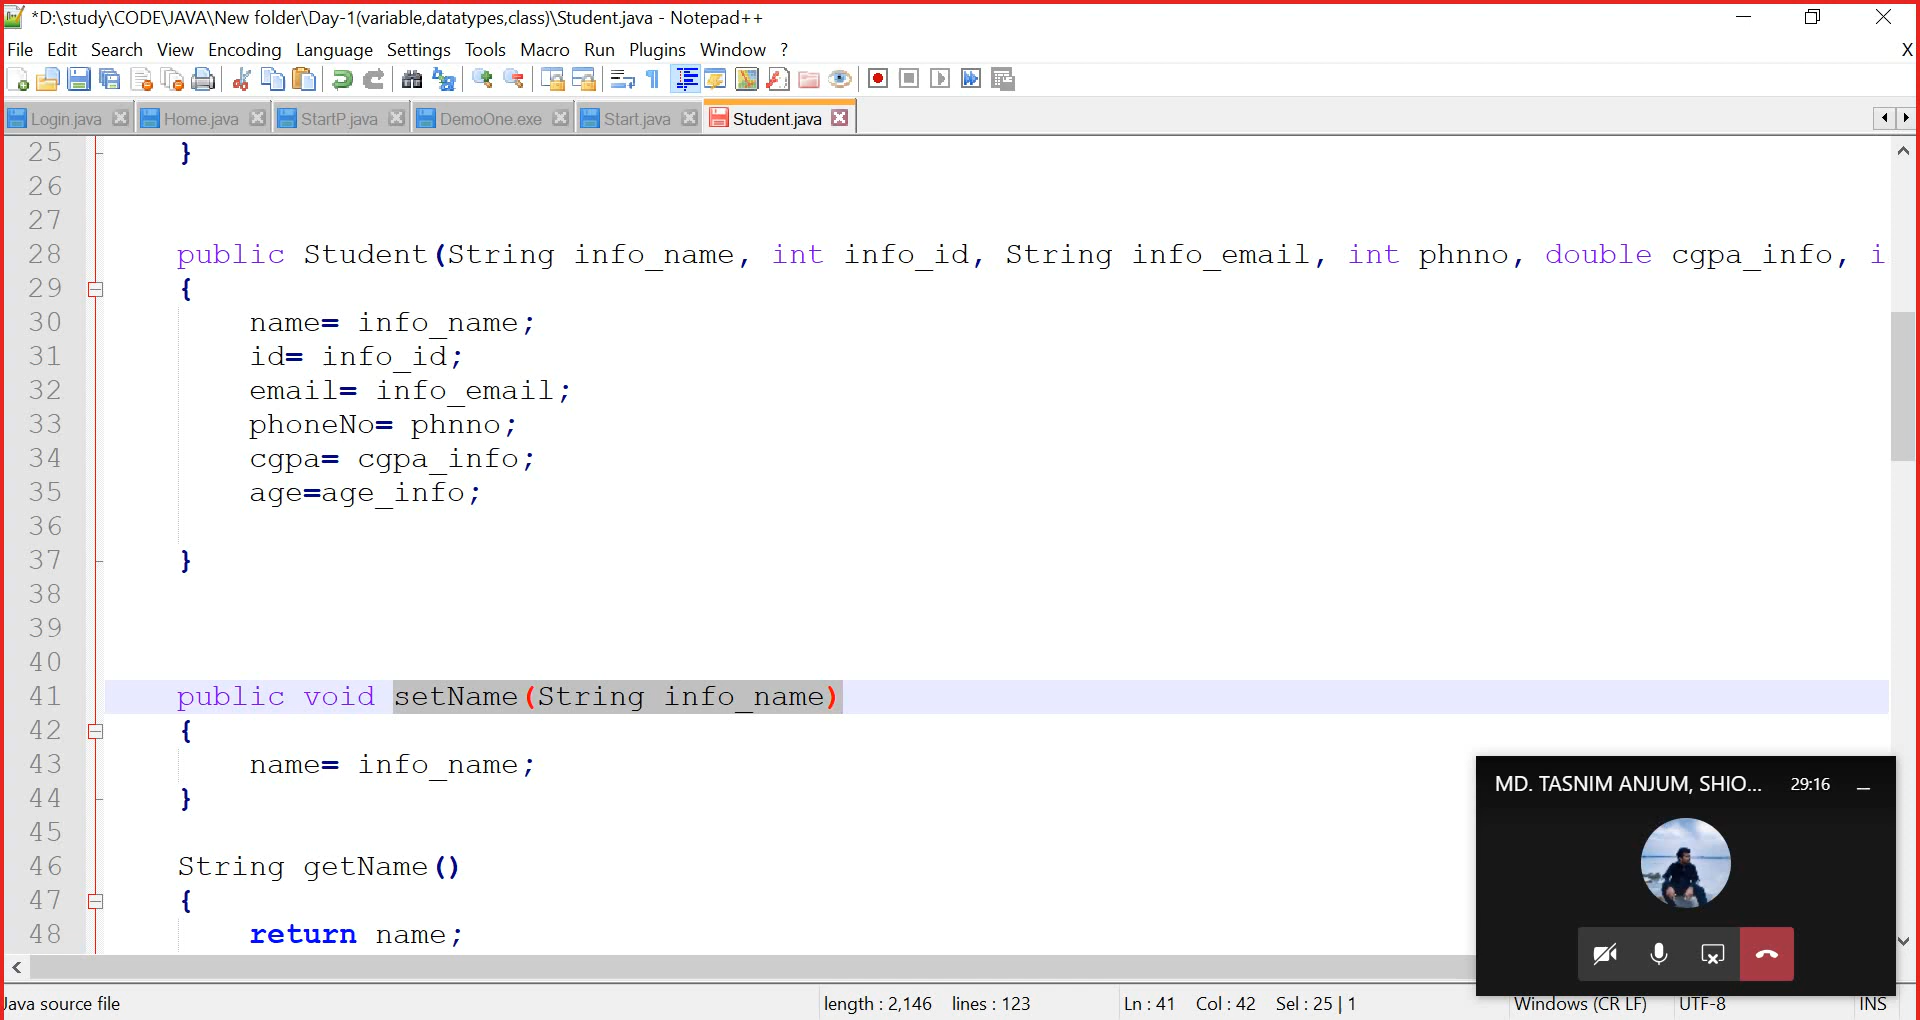 *D:\study\CODE\JAVA\New folder\Day-1(variable,datatypes,class)\Student.java - Notepad++
File Edit Search View Encoding Language Settings Tools Macro Run Plugins Window ? X
Login.java Home.java StartP.java DemoOne.exe Start.java Student.java
25 }
26
27
28 public Student(String info_name, int info_id, String info_email, int phnno, double cgpa_info, i
29 {
30 name= info_name;
31 id= info_id;
32 email= info_email;
33 phoneNo= phnno;
34 cgpa= cgpa_info;
35 age=age_info;
36
37 }
38
39
40
41 public void setName(String info_name)
42 {
43 name= info_name;
44 }
45
46 String getName()
47 {
48 return name;
MD. TASNIM ANJUM, SHIO... 29:16
Java source file length : 2,146 lines : 123 Ln : 41 Col : 42 Sel : 25 | 1 Windows (CR LF) UTF-8 INS